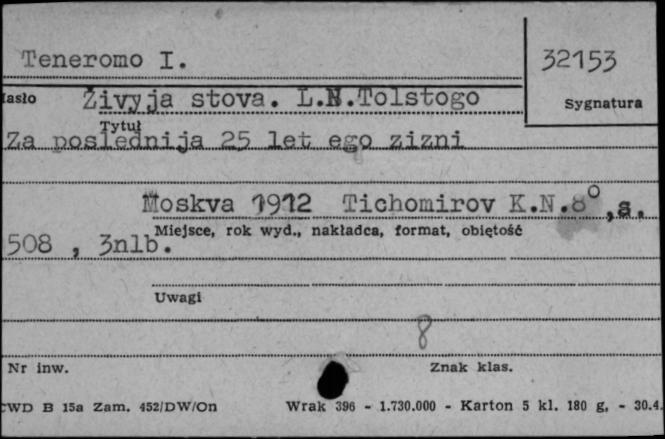 Teneromo I.
32153
Hasło Živyja stova. L.N.Tolstogo
Sygnatura
Tytuł
Za poslednija 25 let ego zizni
Moskva 1912 Tichomirov K.N.8°,s.
Miejsce, rok wyd., nakładca, format, obiętość
508 , 3nlb.
Uwagi
8
Nr inw.
Znak klas.
CWD B 15a Zam. 452/DW/On Wrak 396 - 1.730.000 - Karton 5 kl. 180 g, - 30.4.